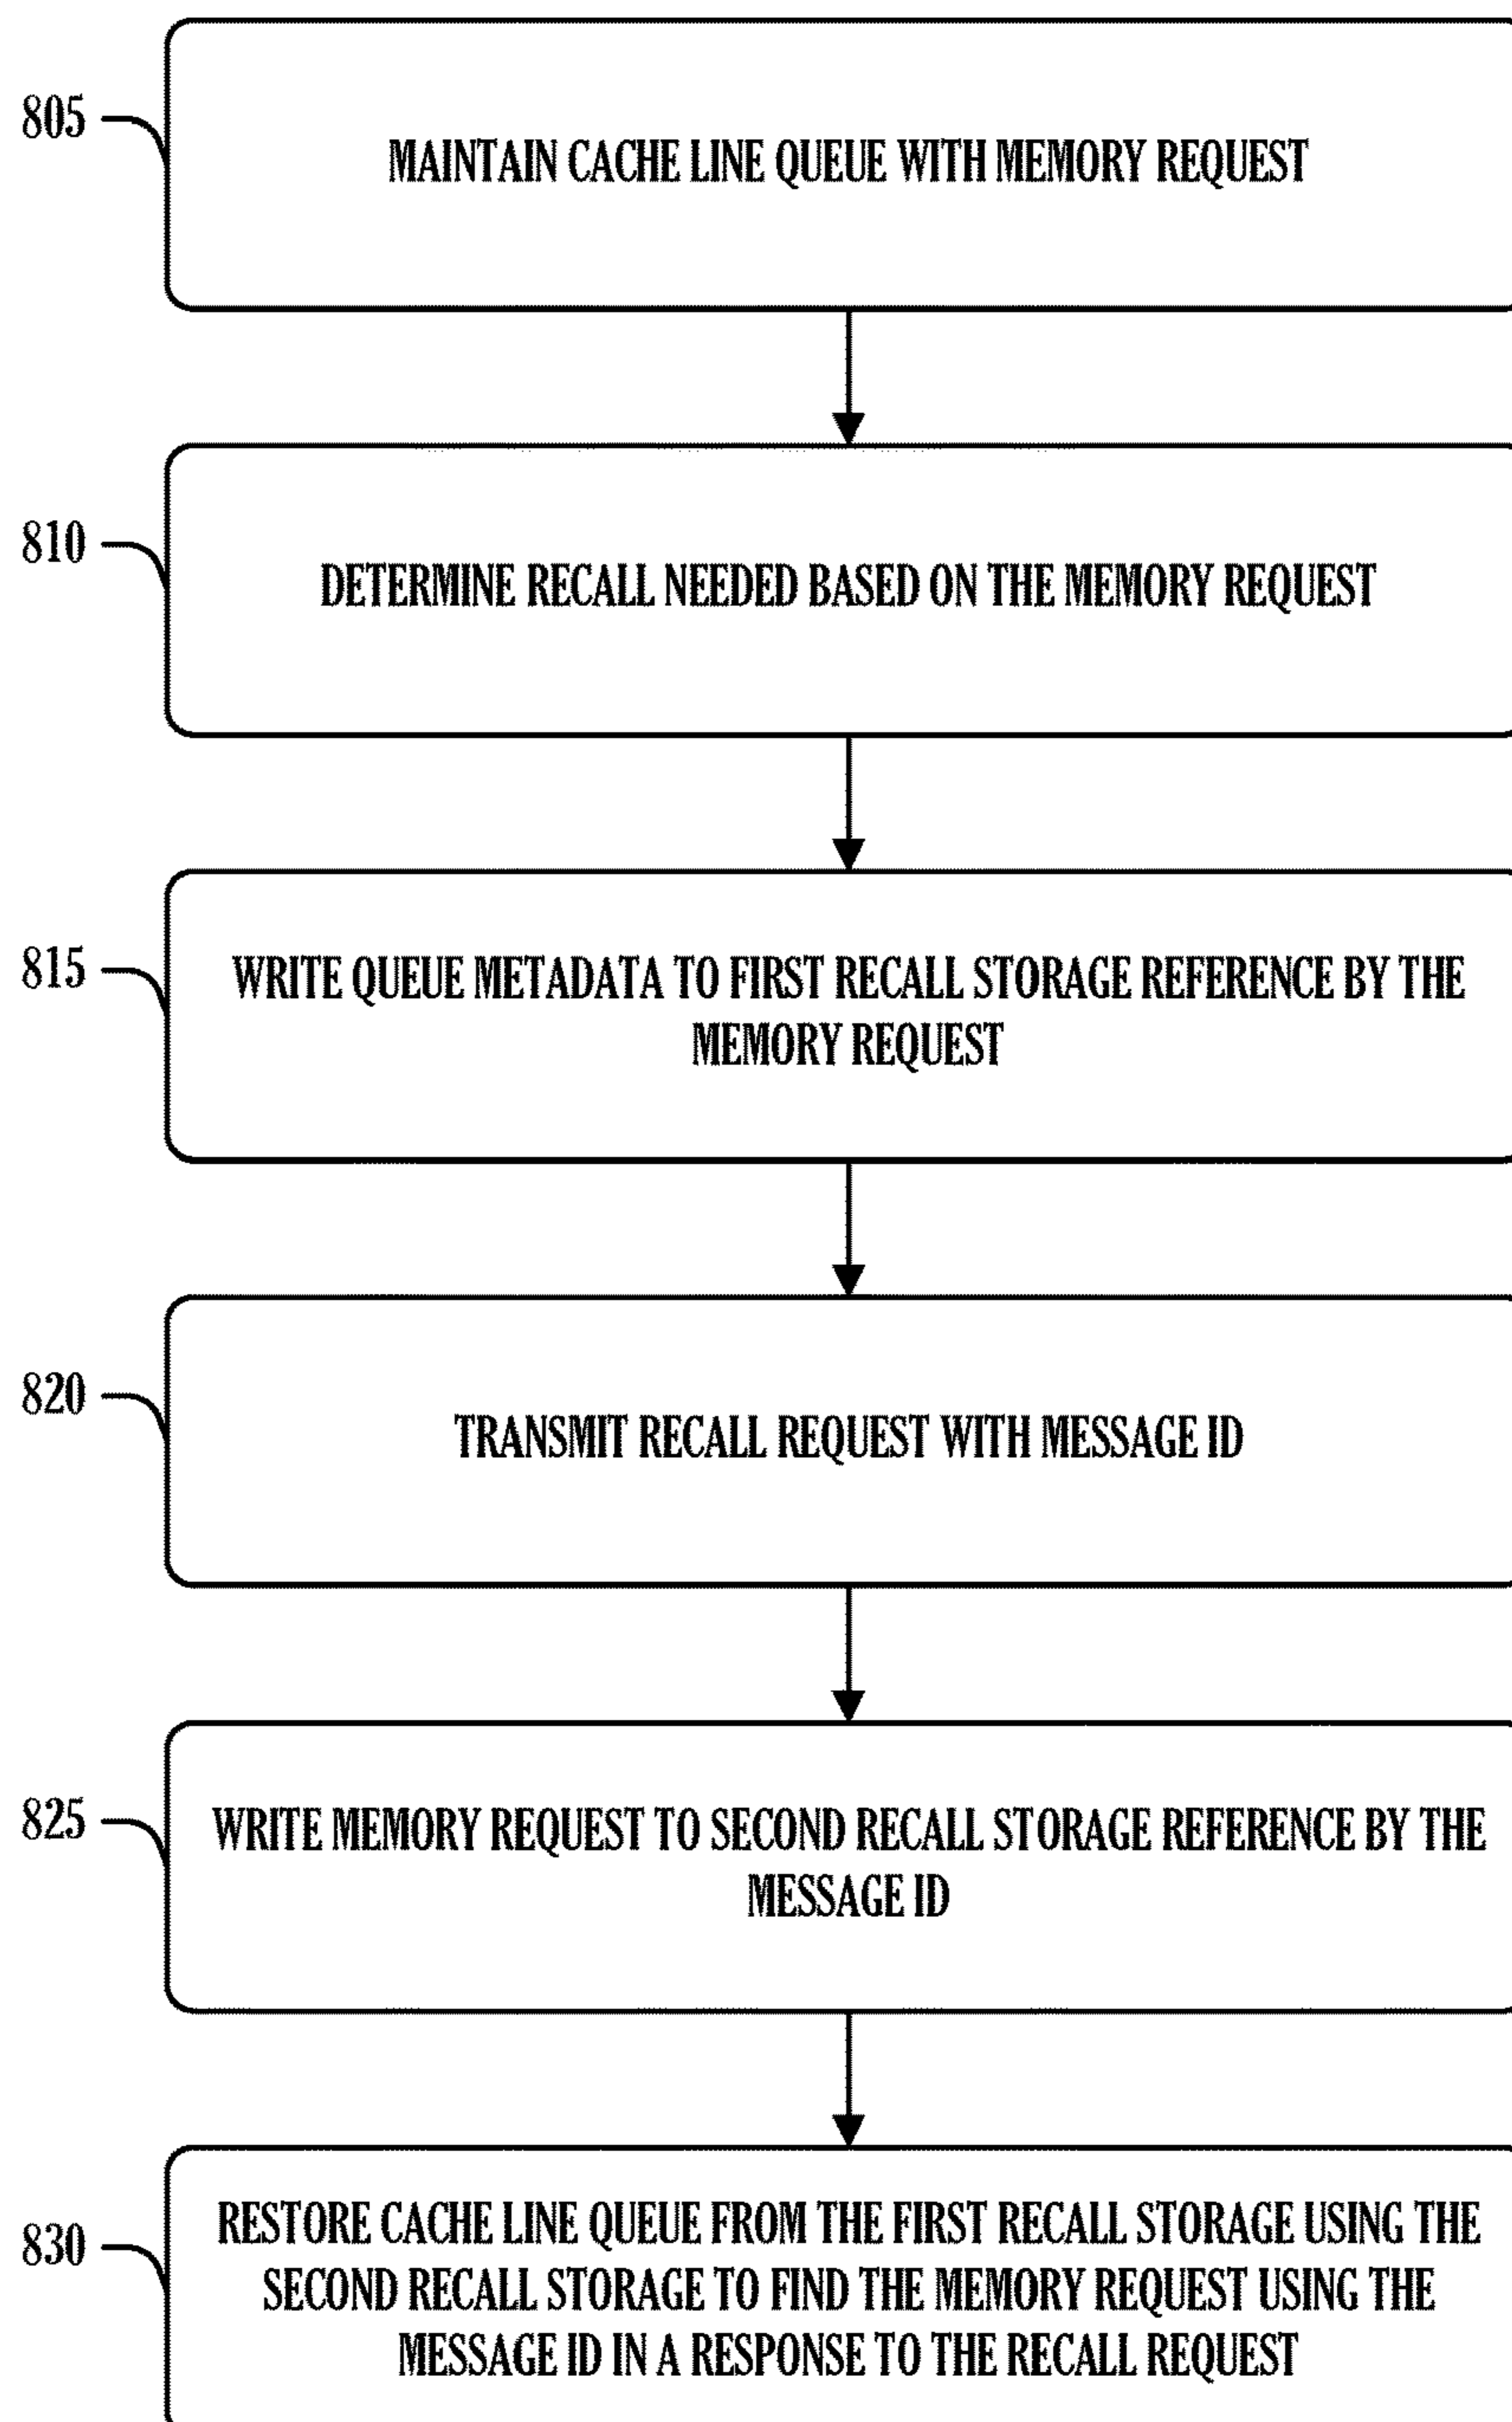 805
MAINTAIN CACHE LINE QUEUE WITH MEMORY REQUEST
810
DETERMINE RECALL NEEDED BASED ON THE MEMORY REQUEST
815
WRITE QUEUE METADATA TO FIRST RECALL STORAGE REFERENCE BY THE
MEMORY REQUEST
820
TRANSMIT RECALL REQUEST WITH MESSAGE ID
825
WRITE MEMORY REQUEST TO SECOND RECALL STORAGE REFERENCE BY THE
MESSAGE ID
830
RESTORE CACHE LINE QUEUE FROM THE FIRST RECALL STORAGE USING THE
SECOND RECALL STORAGE TO FIND THE MEMORY REQUEST USING THE
MESSAGE ID IN A RESPONSE TO THE RECALL REQUEST